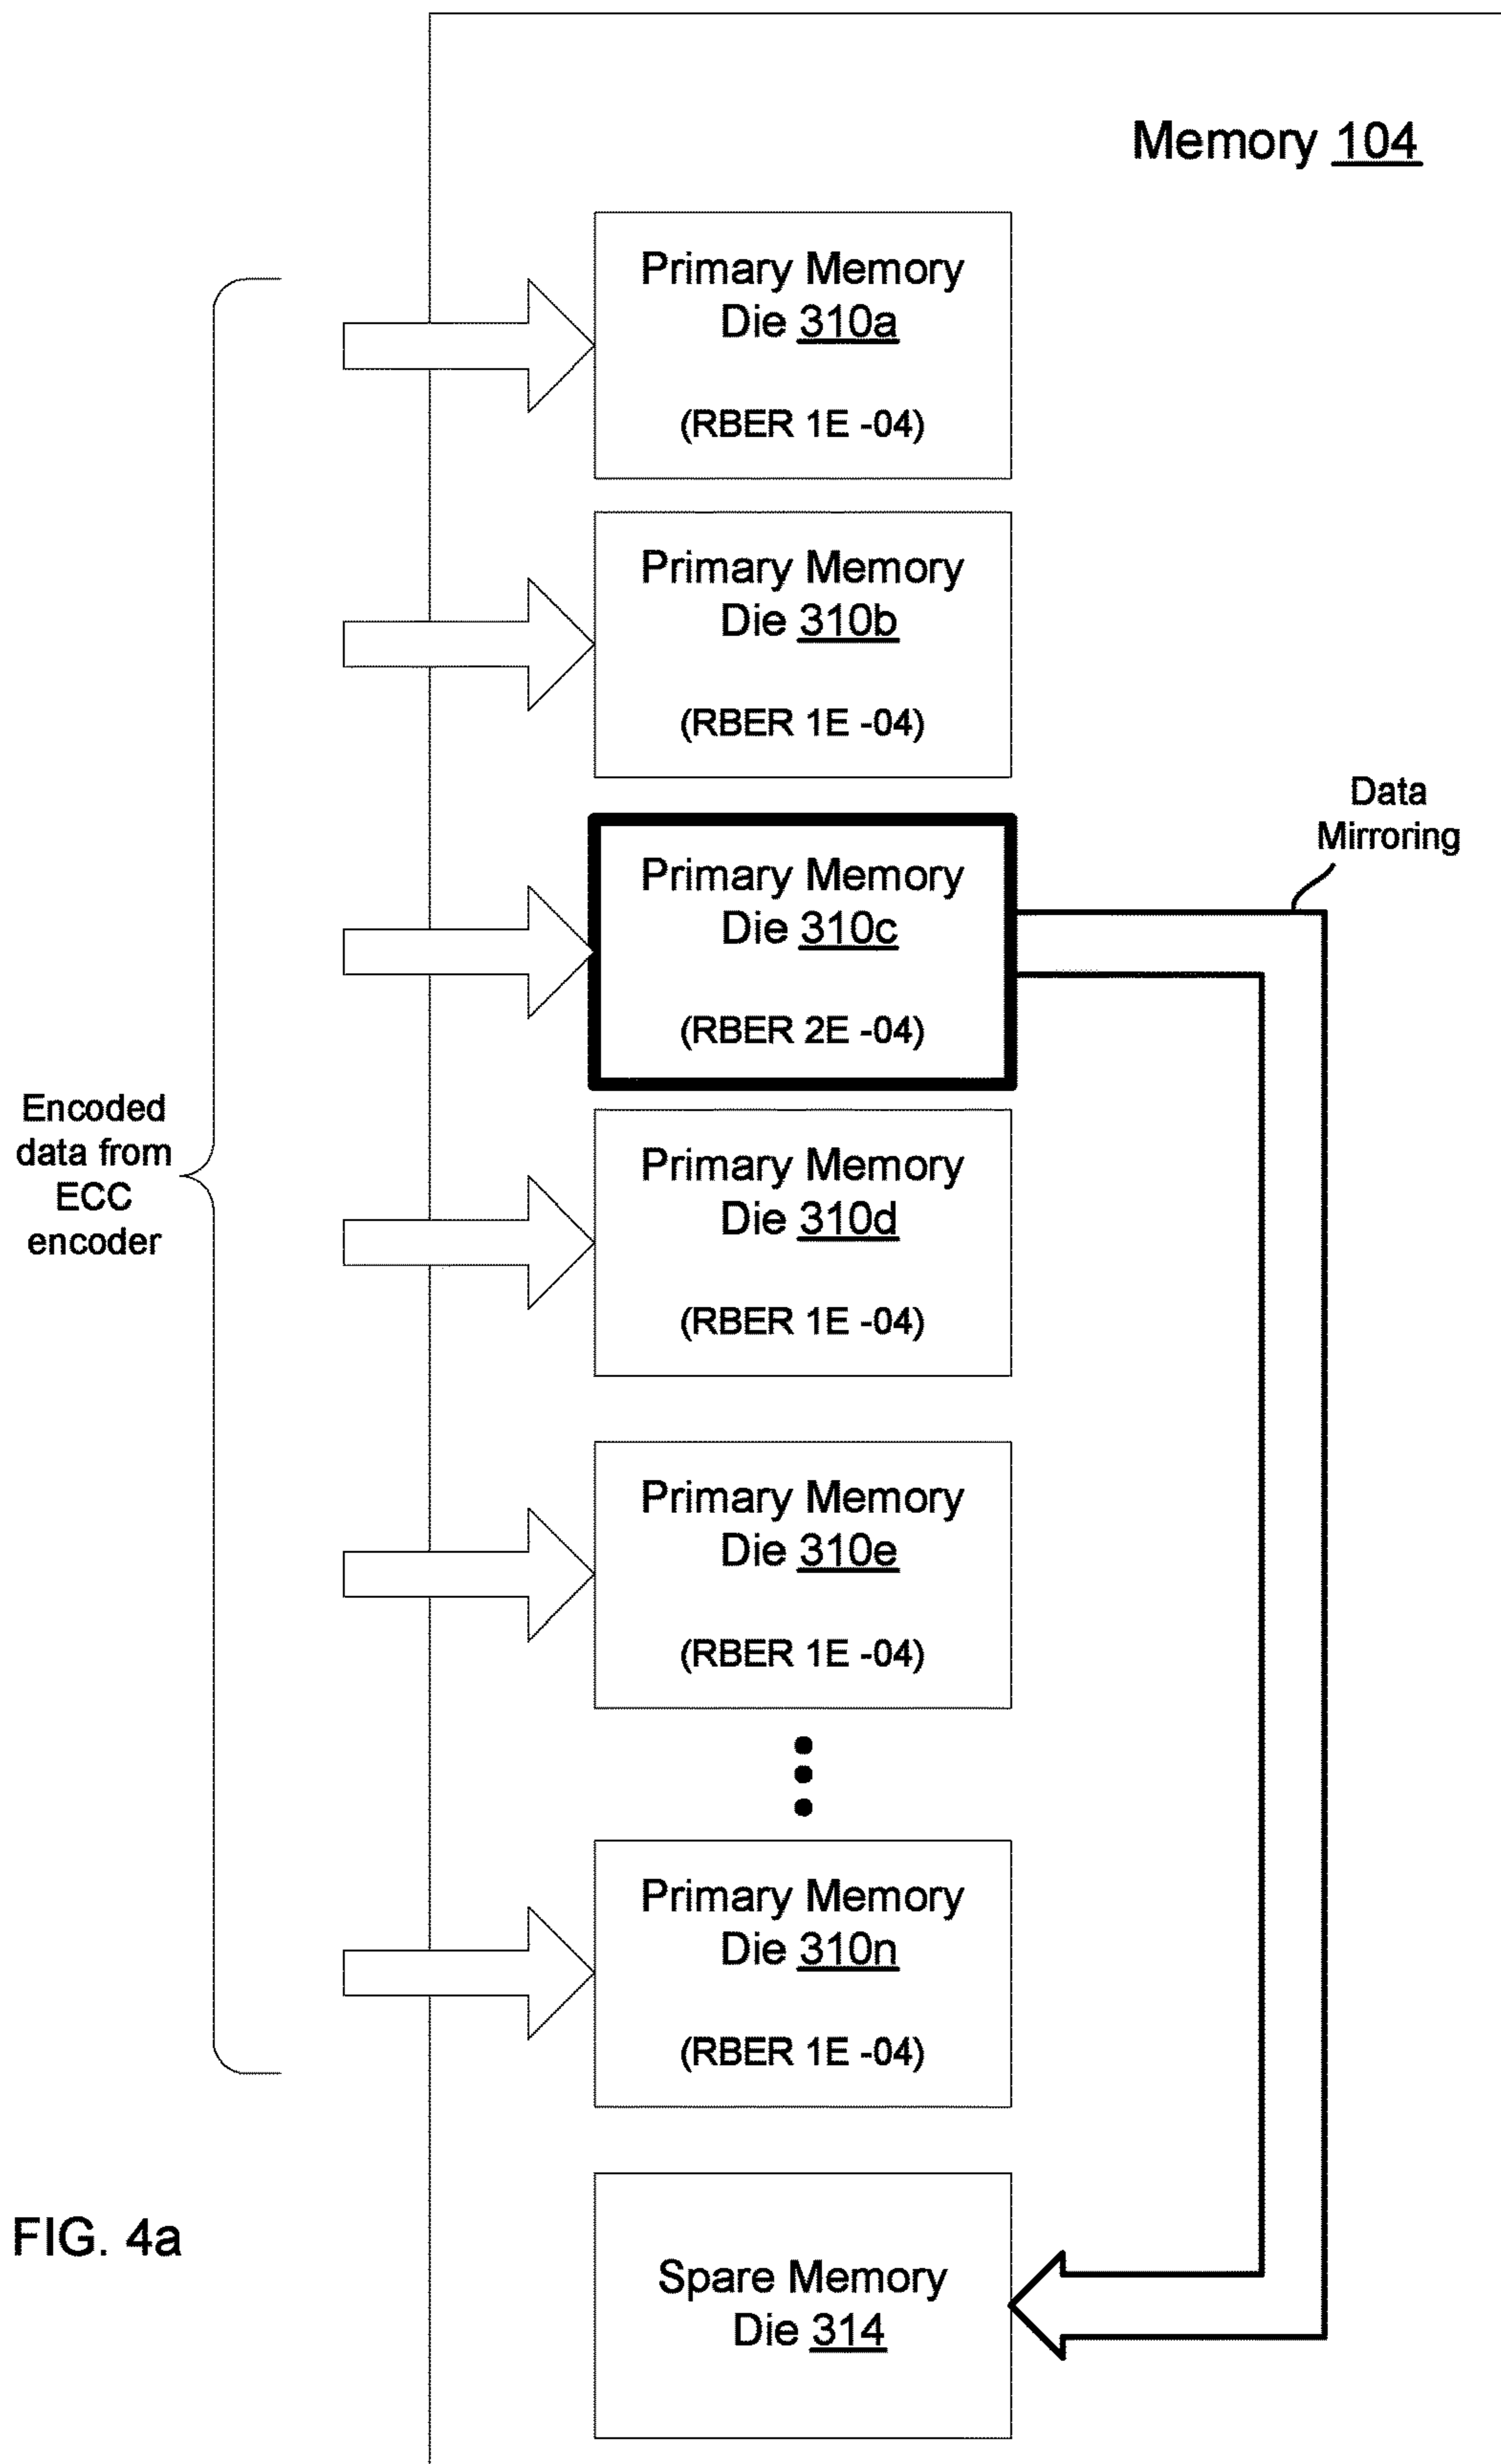 Memory 104
Primary Memory
Die 310a
(RBER 1E -04)
Primary Memory
Die 310b
(RBER 1E -04)
Data
Mirroring
Primary Memory
Die 310c
(RBER 2E -04)
Encoded
data from
ECC
encoder
Primary Memory
Die 310d
(RBER 1E -04)
Primary Memory
Die 310e
(RBER 1E -04)
Primary Memory
Die 310n
(RBER 1E -04)
FIG. 4a
Spare Memory
Die 314